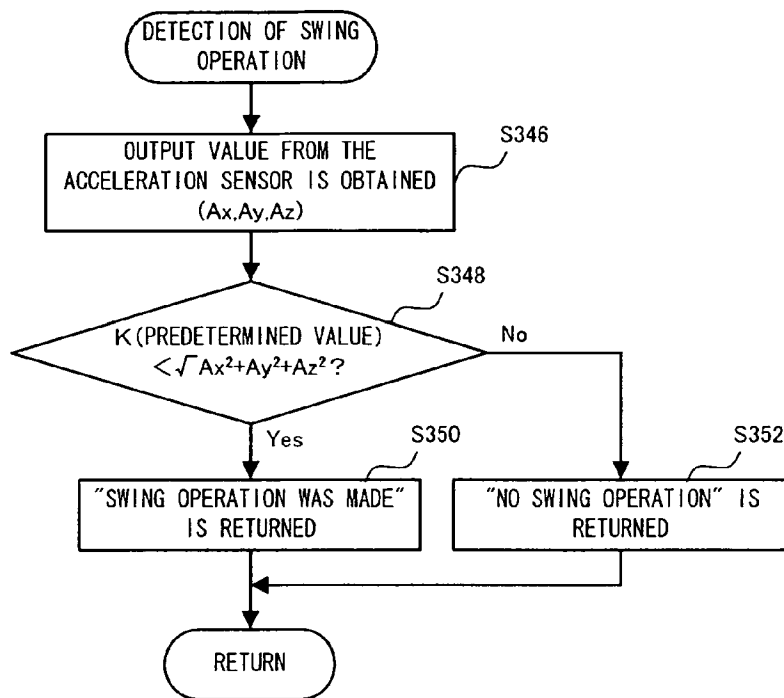 DETECTION OF SWING
OPERATION
OUTPUT VALUE FROM THE
ACCELERATION SENSOR IS OBTAINED
(Ax,Ay,Az)
S346
S348
K(PREDETERMINED VALUE)
<√Ax²+Ay²+Az²?
No
Yes
S350
S352
"SWING OPERATION WAS MADE"
IS RETURNED
"NO SWING OPERATION" IS
RETURNED
RETURN